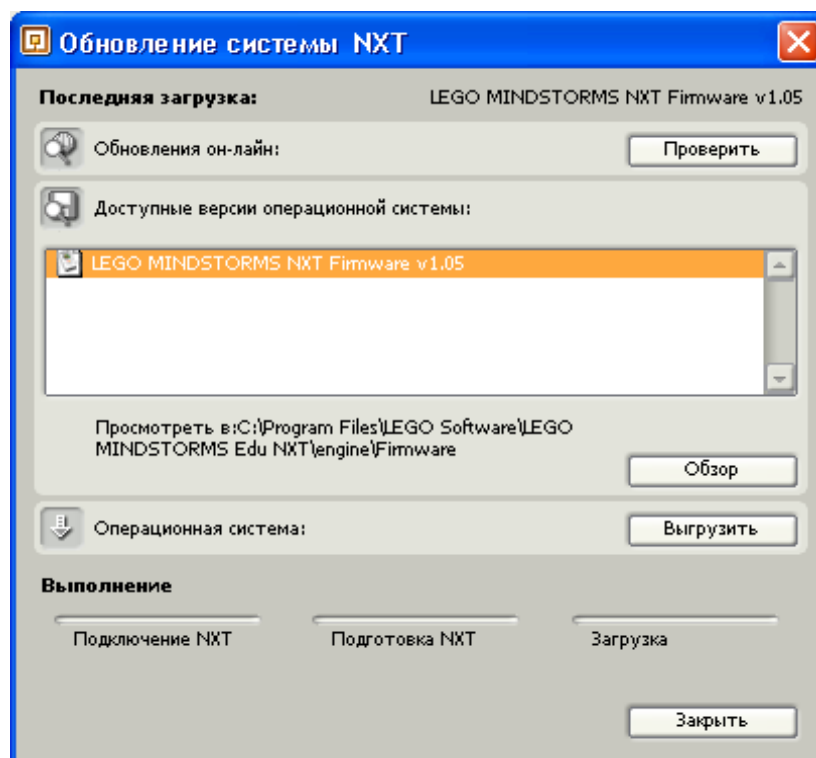 Обновление системы NXT
Последняя загрузка: LEGO MINDSTORMS NXT Firmware v1.05
Обновления он-лайн: Проверить
Доступные версии операционной системы:
LEGO MINDSTORMS NXT Firmware v1.05
Просмотреть в:C:\Program Files\LEGO Software\LEGO
MINDSTORMS Edu NXT\engine\Firmware
Обзор
Операционная система: Выгрузить
Выполнение
Подключение NXT Подготовка NXT Загрузка
Закрыть